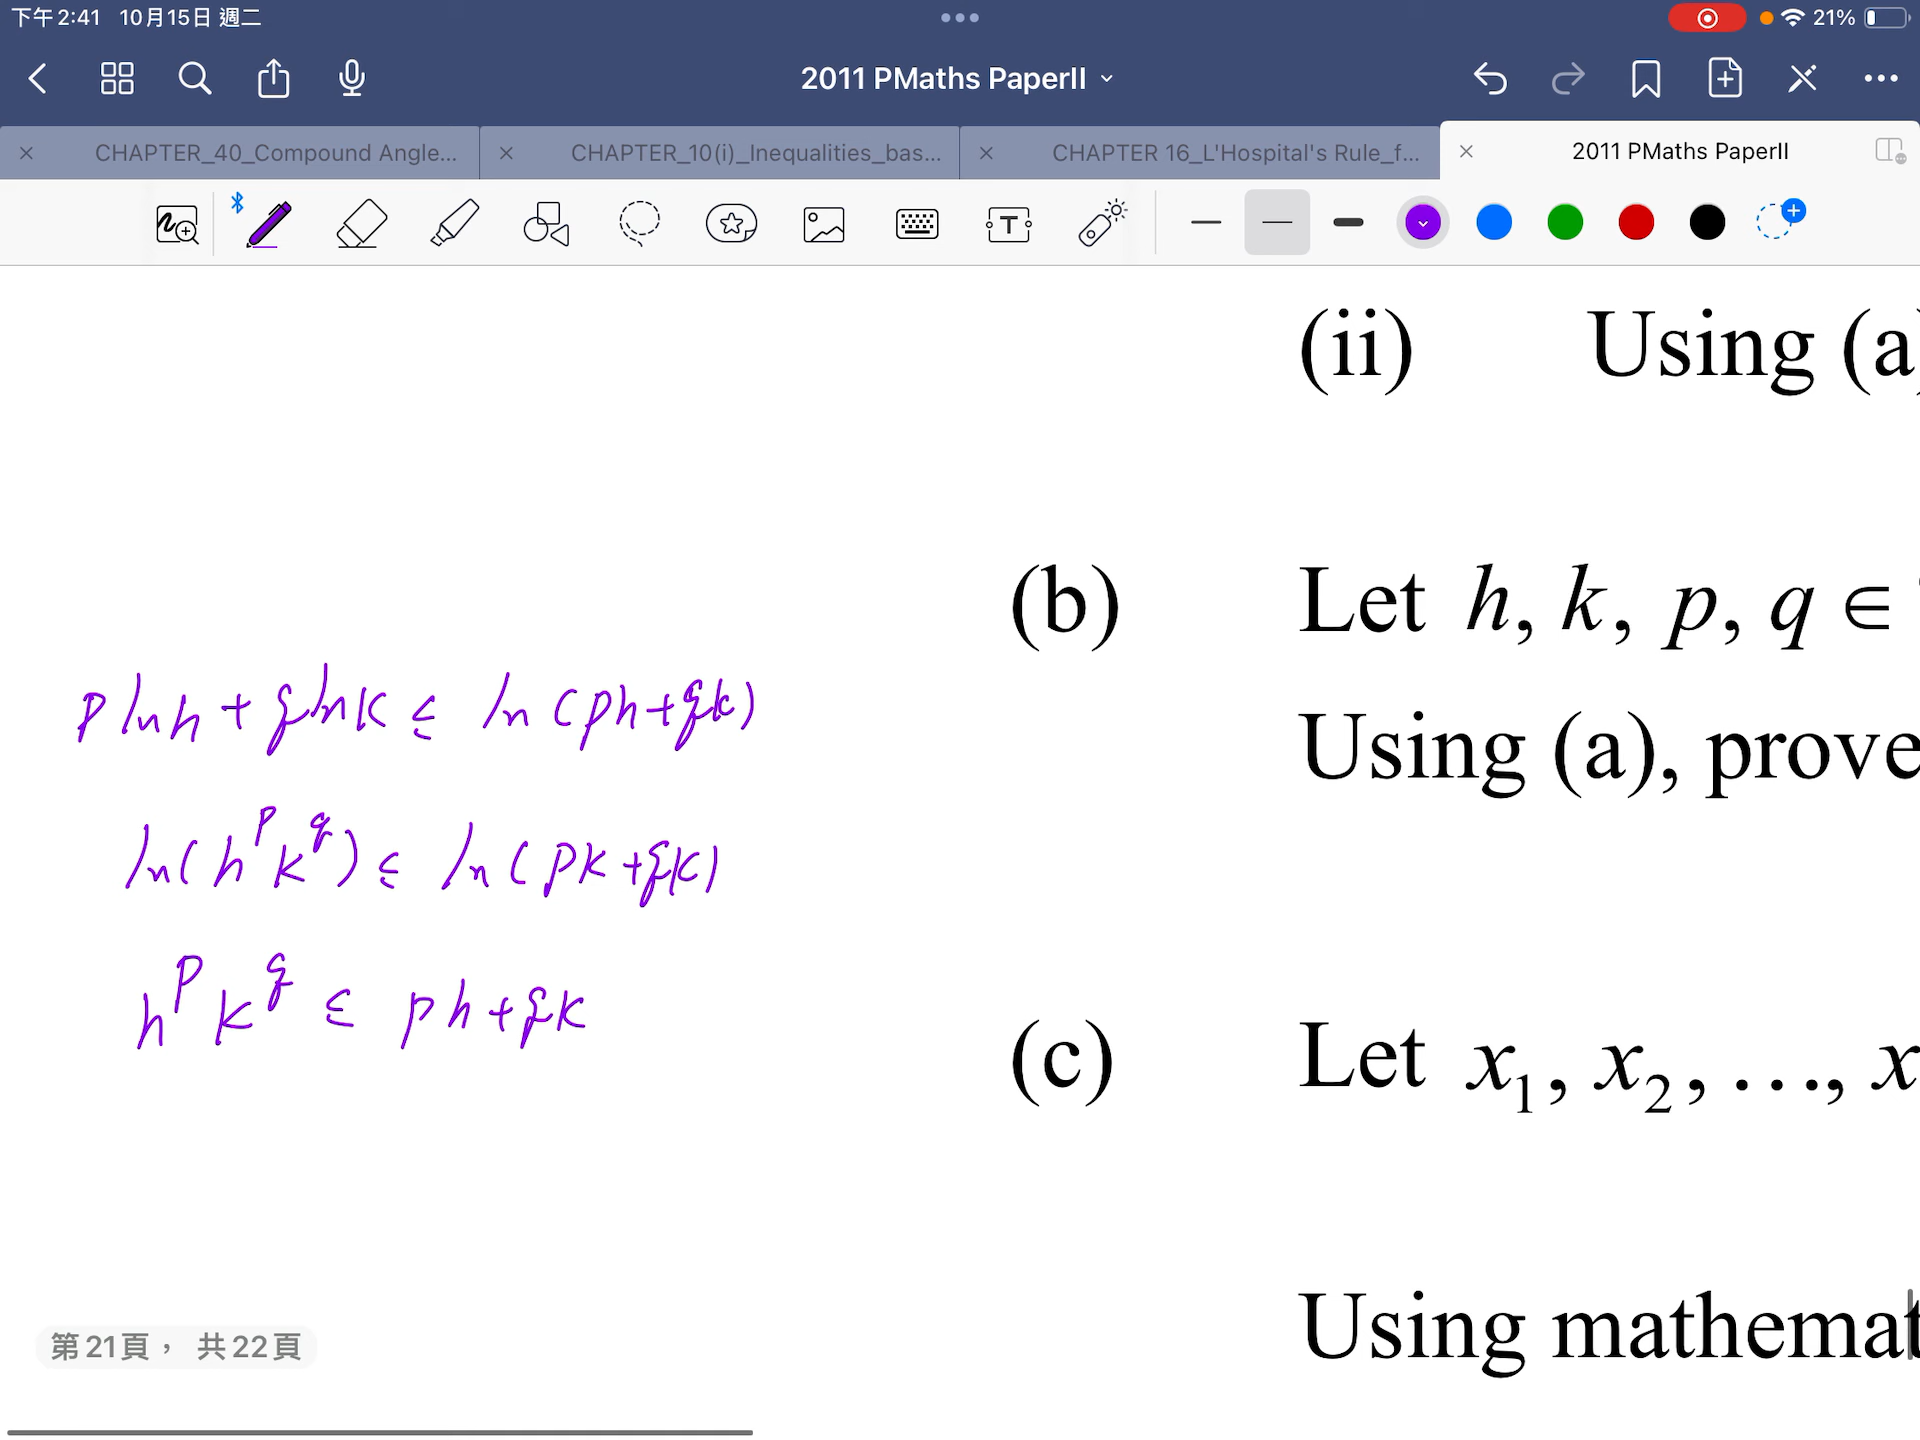 下午2:41 10月15日 週二
21%
2011 PMaths PaperII
CHAPTER_40_Compound Angle...
CHAPTER_10(i)_Inequalities_bas...
CHAPTER 16_L'Hospital's Rule_f...
2011 PMaths PaperII
(ii) Using (a)
(b) Let h, k, p, q ∈
p ln h + q ln k ≤ ln (ph+qk)
Using (a), prove
ln( h^p k^q ) ≤ ln ( pk +qk)
h^p k^q ≤ ph+qk
(c) Let x₁, x₂, …, x
Using mathemat
第21頁， 共22頁